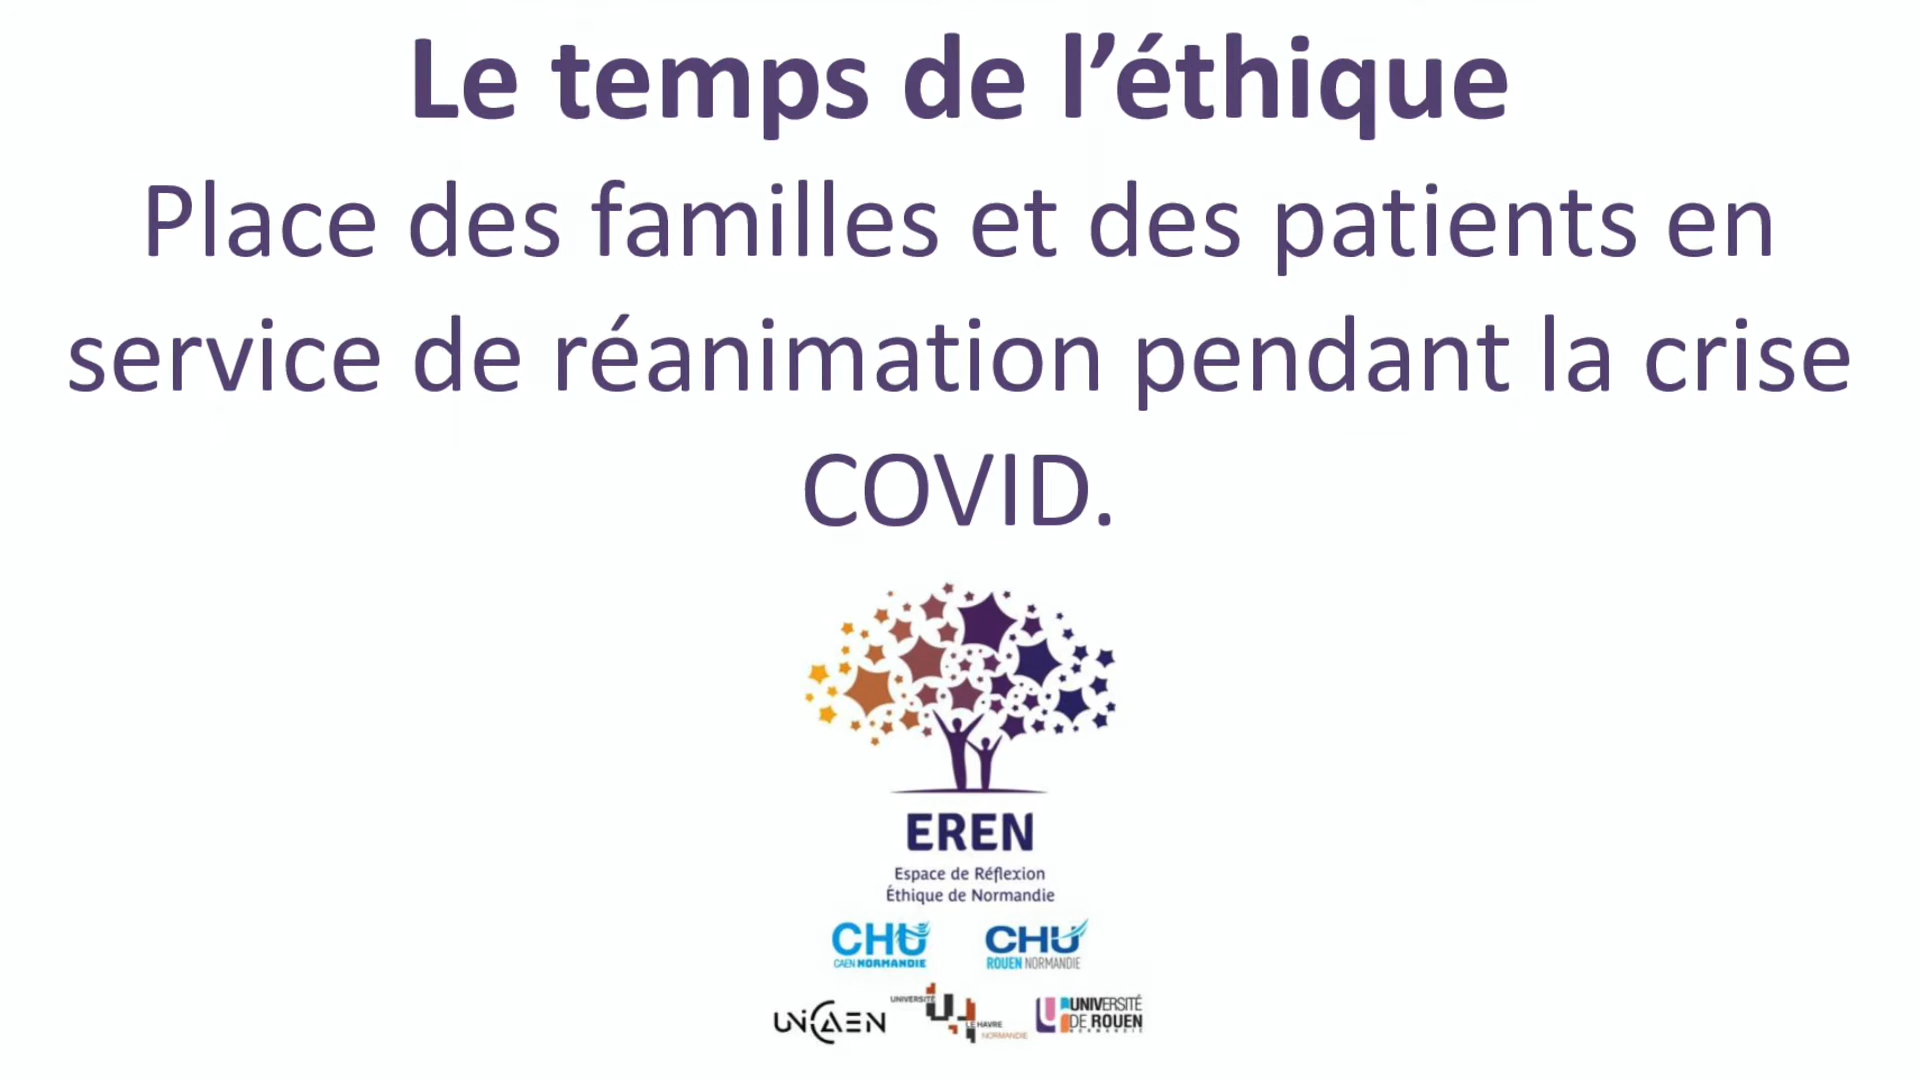 Le temps de l’éthique
Place des familles et des patients en
service de réanimation pendant la crise
COVID.
EREN
Espace de Réflexion
Éthique de Normandie
CHU
CAEN NORMANDIE
CHU
ROUEN NORMANDIE
UNICAEN
UNIVERSITÉ
LE HAVRE
NORMANDIE
UNIVERSITÉ
DE ROUEN
NORMANDIE